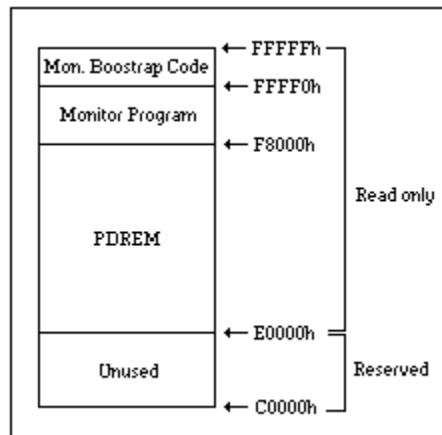 FFFFFh
Mon. Boostrap Code
FFFF0h
Monitor Program
F8000h
Read only
PDREM
E0000h
Unused
Reserved
C0000h